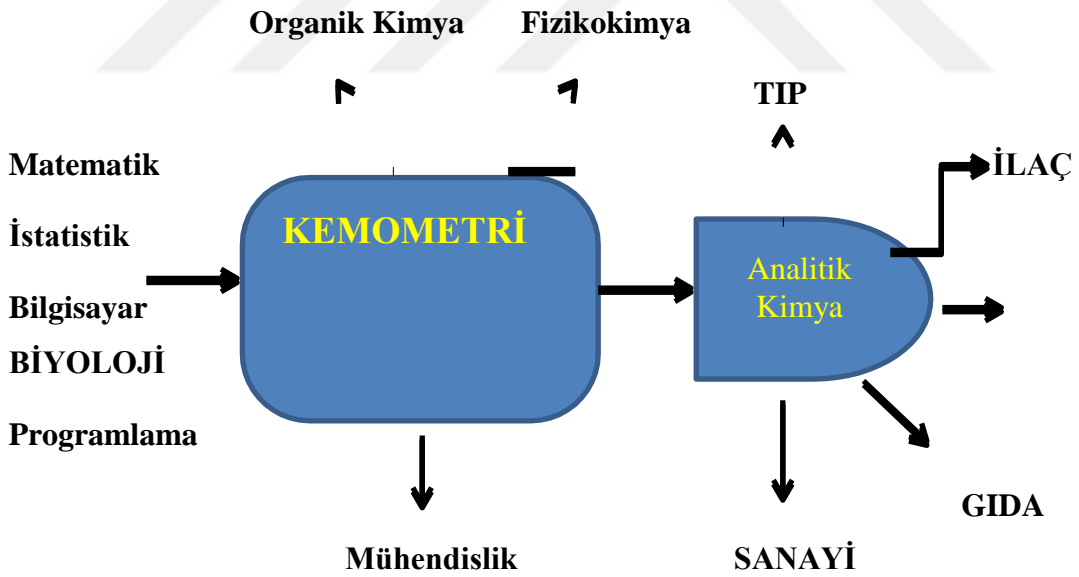 Organik Kimya Fizikokimya
TIP
Matematik
İLAÇ
İstatistik
KEMOMETRİ
Analitik
Kimya
Bilgisayar
BİYOLOJİ
Programlama
GIDA
Mühendislik
SANAYİ